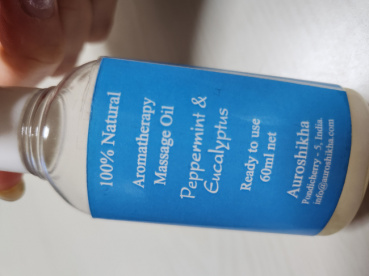 100% Natural
Aromatherapy
Massage Oil
Peppermint &
Eucalyptus
Ready to use
60ml net
Auroshikha
Pondicherry - 5, India.
info@auroshikha.com